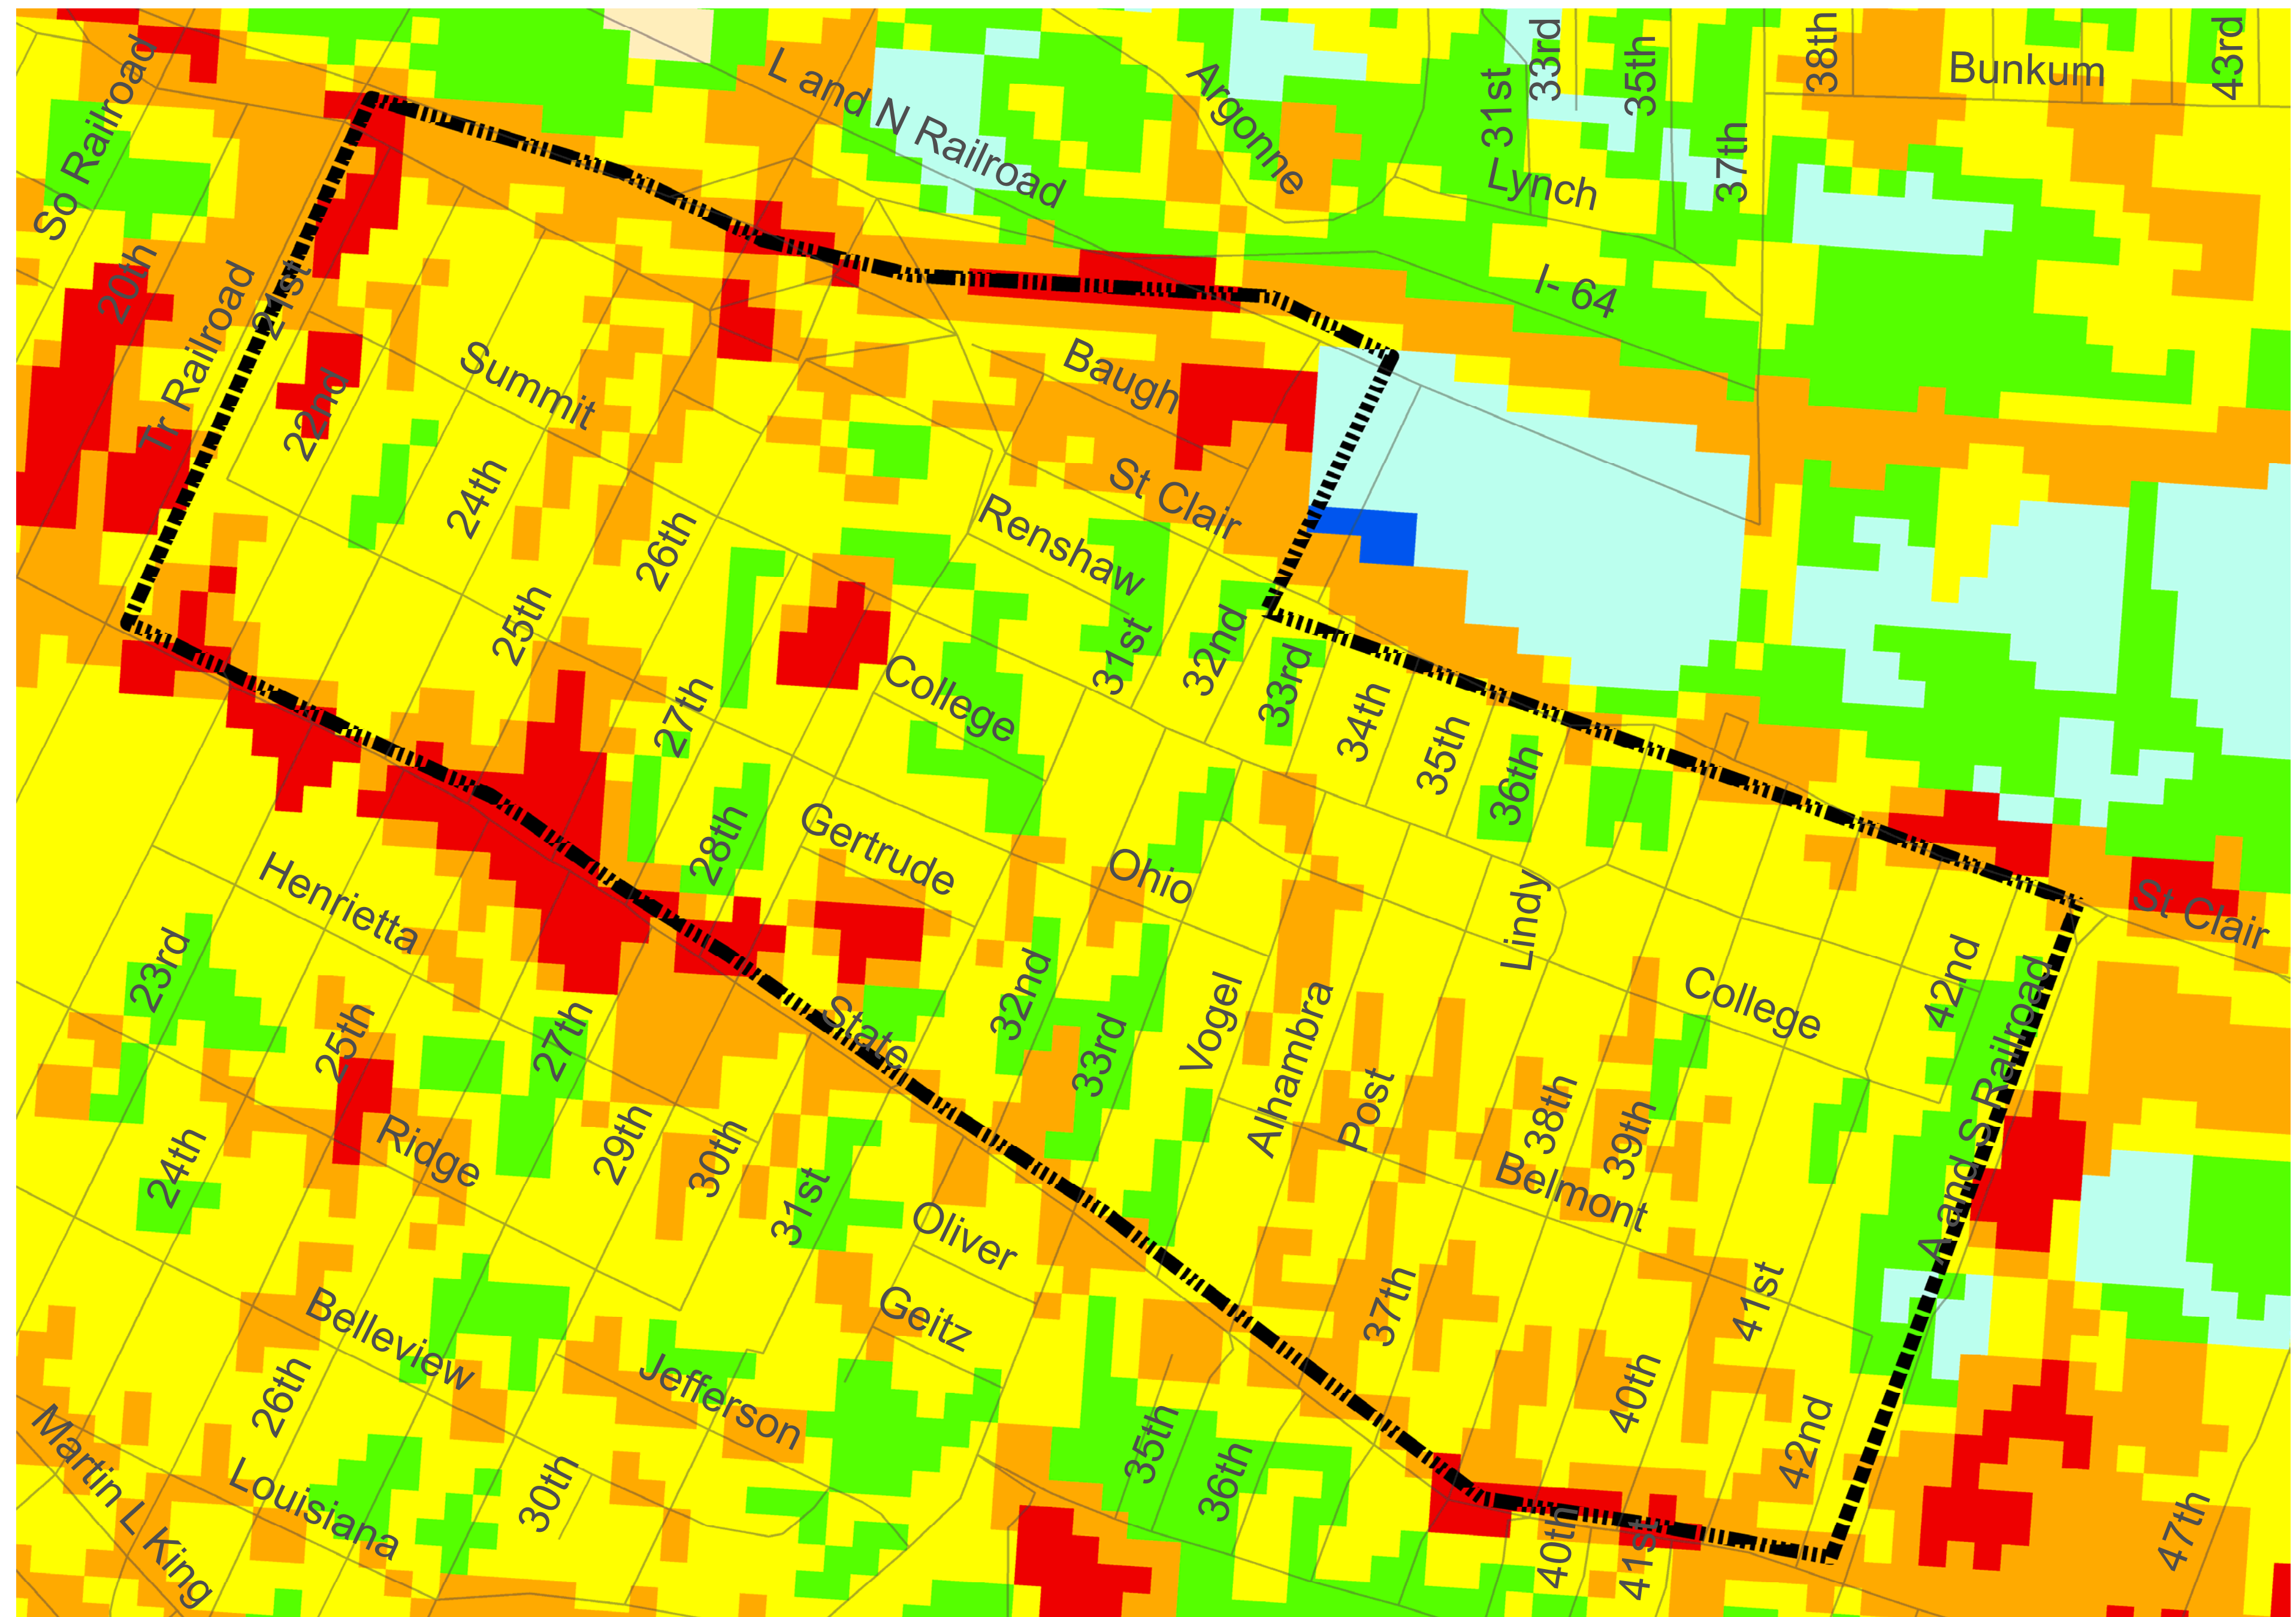 So Railroad
L and N Railroad
Argonne
31st
33rd
35th
37th
38th
Bunkum
43rd
Lynch
I- 64
20th
Tr Railroad
21st
22nd
Summit
24th
25th
26th
Baugh
St Clair
Renshaw
31st
32nd
33rd
34th
35th
36th
College
27th
28th
Gertrude
Ohio
Lindy
St Clair
42nd
A and S Railroad
College
Henrietta
23rd
25th
27th
State
32nd
33rd
Vogel
Alhambra
Post
38th
39th
Belmont
24th
Ridge
29th
30th
31st
Oliver
Geitz
37th
41st
40th
42nd
Belleview
26th
Jefferson
35th
36th
Martin L King
Louisiana
30th
40th
41st
47th